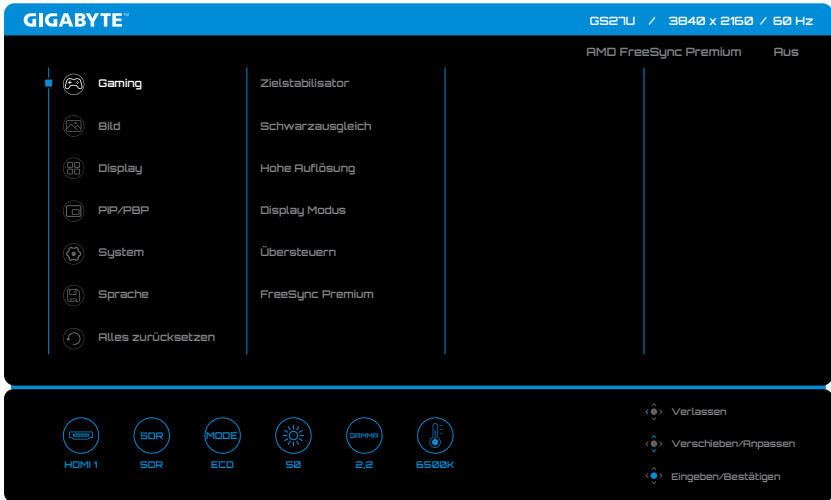 GIGABYTE™
GS27U / 3840 x 2160 / 60 Hz
AMD FreeSync Premium Aus
Gaming
Bild
Display
PIP/PBP
System
Sprache
Alles zurücksetzen
Zielstabilisator
Schwarzausgleich
Hohe Auflösung
Display Modus
Übersteuern
FreeSync Premium
SDR
MODE
GAMMA
HDMI 1
SDR
ECO
50
2,2
6500K
Verlassen
Verschieben/Anpassen
Eingeben/Bestätigen